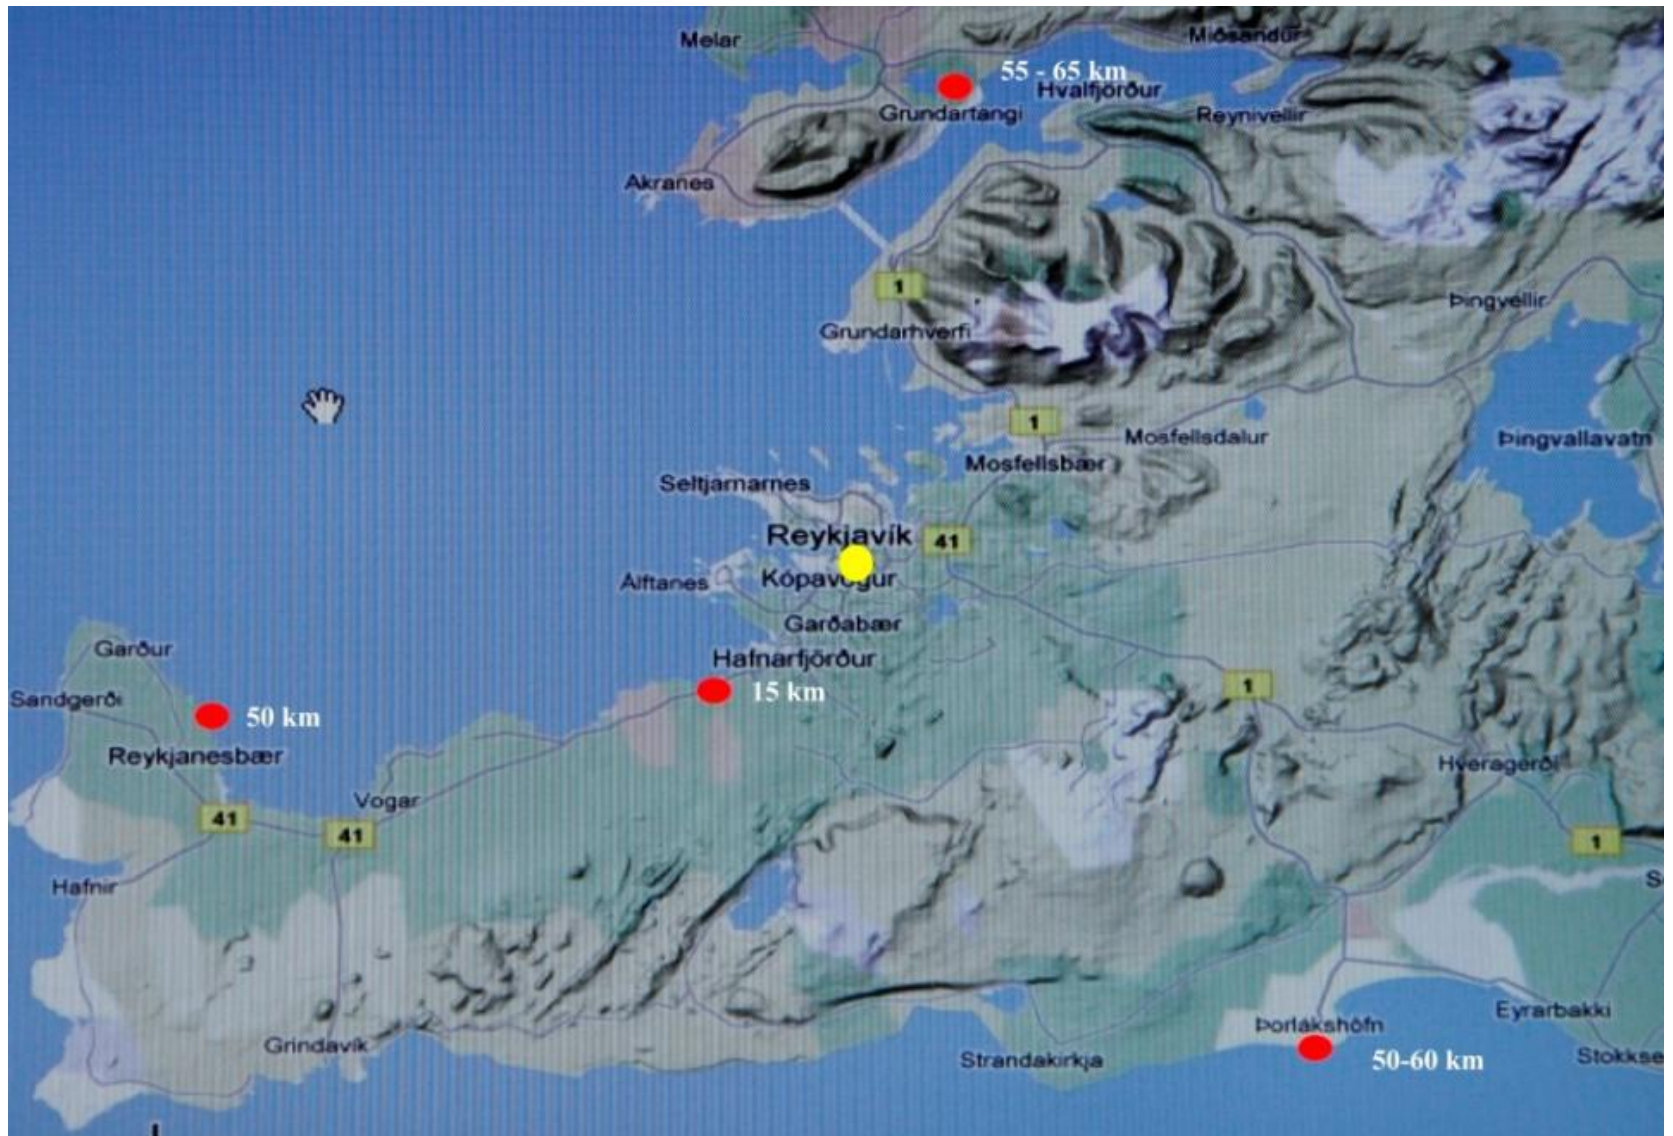 Melar
Miðsandur
55 - 65 km
Hvalfjörður
Grundartangi
Reynivellir
Akranes
1
Þingvellir
Grundarhverfi
1
Mosfellsdalur
Þingvallavatn
Mosfellsbær
Seltjarnarnes
Reykjavík
41
Álftanes
Kópavogur
Garðabær
Garður
Hafnarfjörður
Sandgerði
15 km
1
50 km
Reykjanesbær
Hveragerði
Vogar
41
41
1
Hafnir
Eyrarbakki
Þorlákshöfn
Grindavík
Strandakirkja
50-60 km
Stokkse